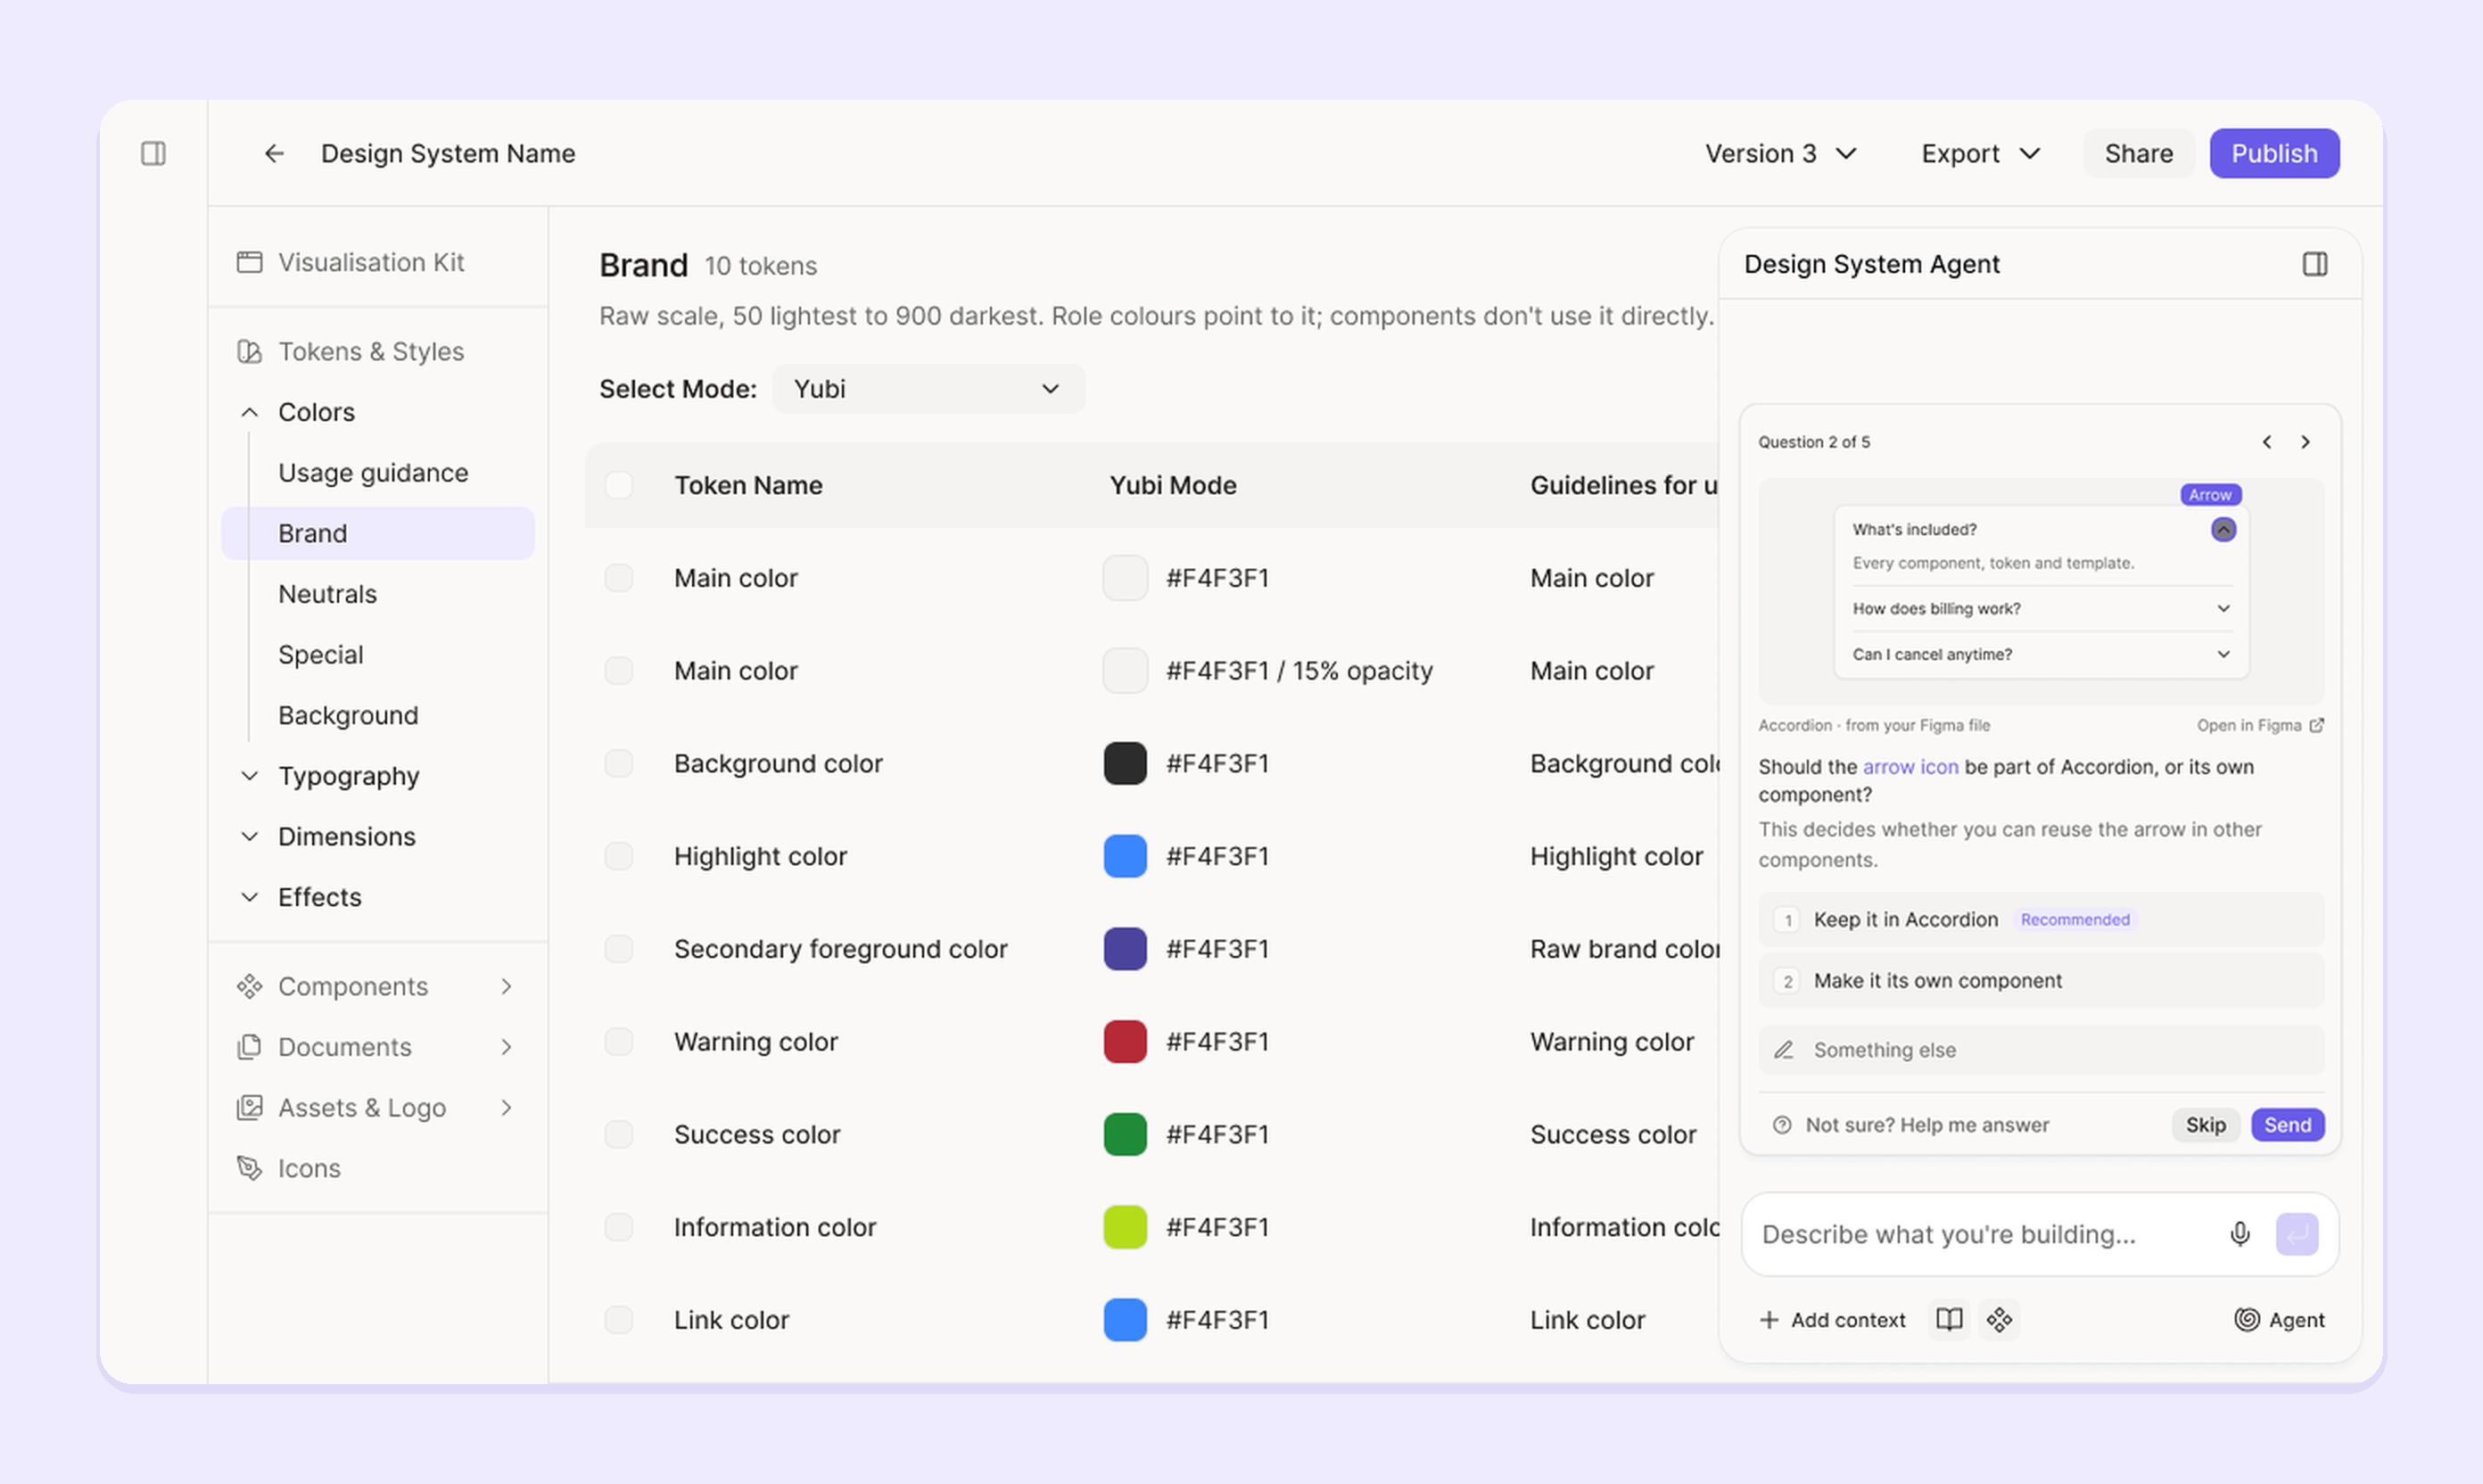 Design System Name
Version 3
Export
Share
Publish
Visualisation Kit
Tokens & Styles
Colors
Usage guidance
Brand
Neutrals
Special
Background
Typography
Dimensions
Effects
Components
Documents
Assets & Logo
Icons
Brand 10 tokens
Raw scale, 50 lightest to 900 darkest. Role colours point to it; components don't use it directly.
Select Mode: Yubi
Token Name Yubi Mode Guidelines for u
Main color #F4F3F1 Main color
Main color #F4F3F1 / 15% opacity Main color
Background color #F4F3F1 Background colo
Highlight color #F4F3F1 Highlight color
Secondary foreground color #F4F3F1 Raw brand color
Warning color #F4F3F1 Warning color
Success color #F4F3F1 Success color
Information color #F4F3F1 Information colo
Link color #F4F3F1 Link color
Design System Agent
Question 2 of 5
Arrow
What's included?
Every component, token and template.
How does billing work?
Can I cancel anytime?
Accordion · from your Figma file
Open in Figma
Should the arrow icon be part of Accordion, or its own
component?
This decides whether you can reuse the arrow in other
components.
1 Keep it in Accordion Recommended
2 Make it its own component
Something else
Not sure? Help me answer
Skip
Send
Describe what you're building...
Add context
Agent